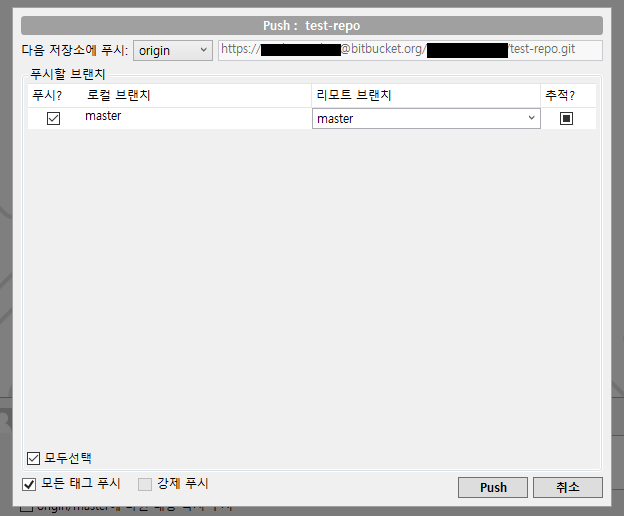 Push : test-repo
다음 저장소에 푸시: origin https:// @bitbucket.org/ /test-repo.git
푸시할 브랜치
푸시? 로컬 브랜치 리모트 브랜치 추적?
master master
모두선택
모든 태그 푸시 강제 푸시 Push 취소